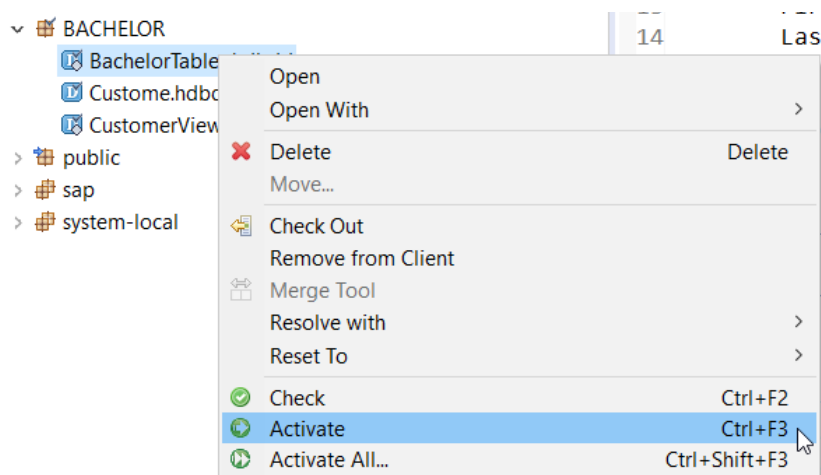 BACHELOR
14 Las
BachelorTable
Open
Custome.hdbc
Open With
CustomerView
public
Delete Delete
sap
Move...
system-local
Check Out
Remove from Client
Merge Tool
Resolve with
Reset To
Check Ctrl+F2
Activate Ctrl+F3
Activate All... Ctrl+Shift+F3